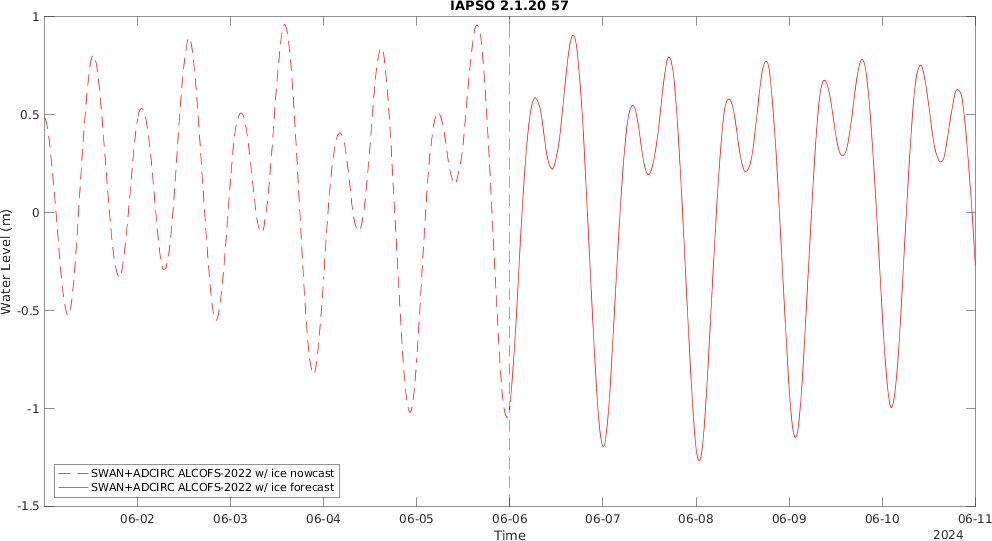 IAPSO 2.1.20 57
Water Level (m)
1
0.5
0
-0.5
-1
-1.5
SWAN+ADCIRC ALCOFS-2022 w/ ice nowcast
SWAN+ADCIRC ALCOFS-2022 w/ ice forecast
06-02 06-03 06-04 06-05 06-06 06-07 06-08 06-09 06-10 06-11
Time
2024